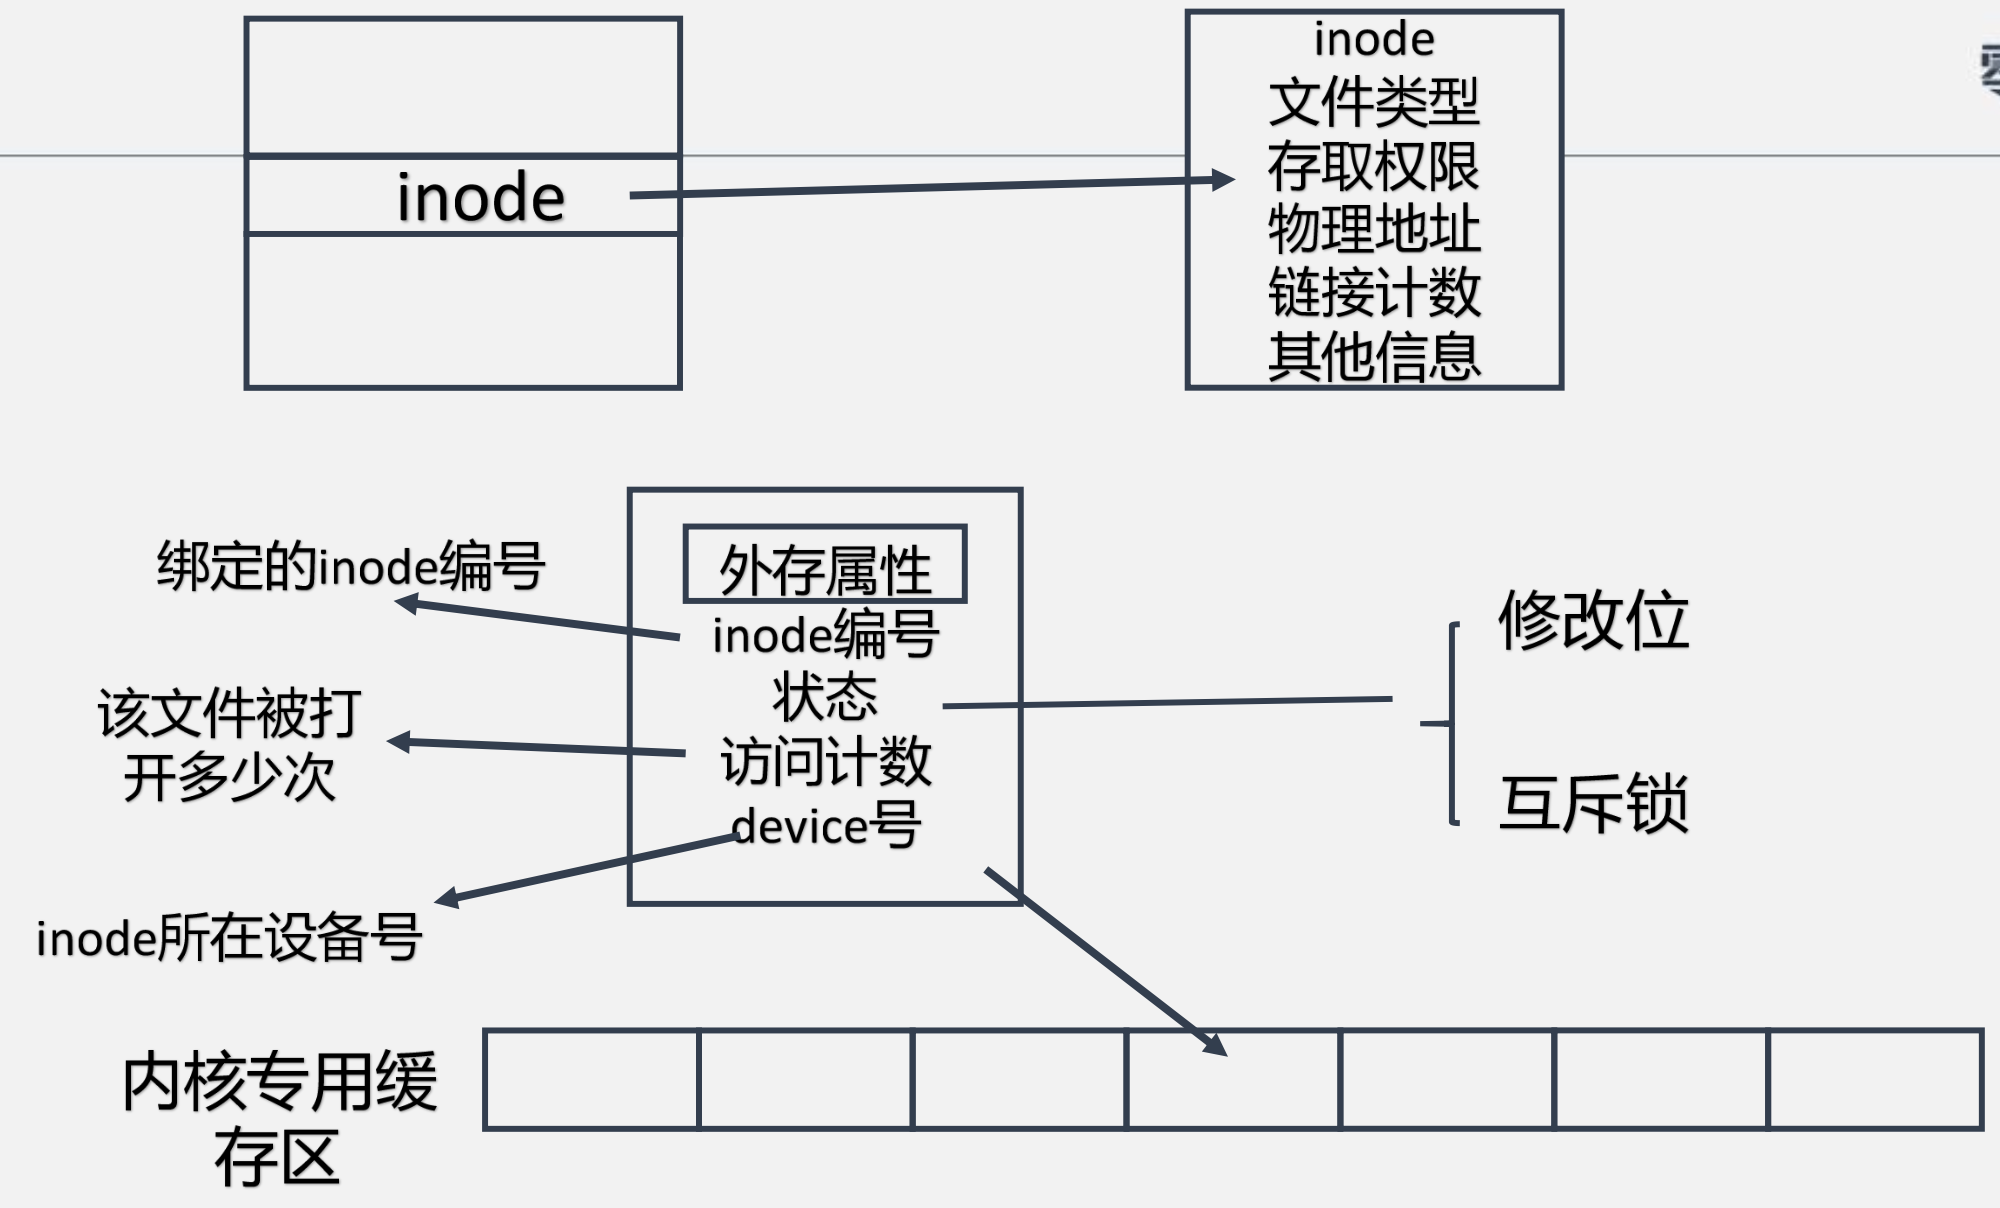 inode
inode
文件类型
存取权限
物理地址
链接计数
其他信息
外存属性
inode编号
状态
访问计数
device号
绑定的inode编号
该文件被打
开多少次
inode所在设备号
修改位
互斥锁
内核专用缓
存区